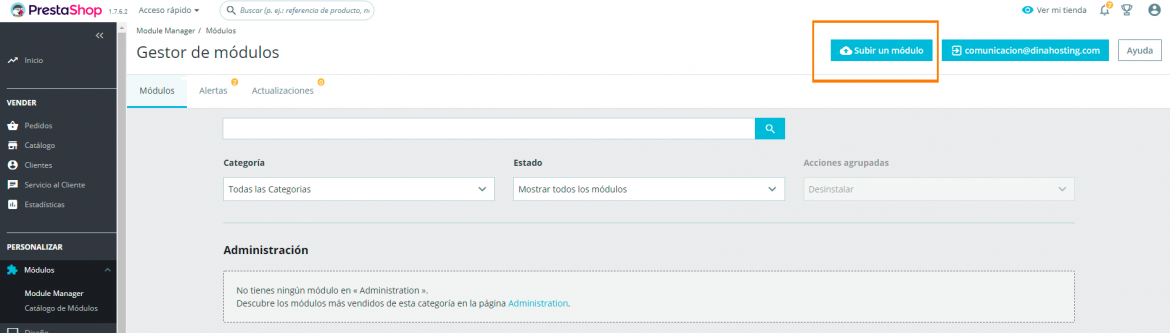 PrestaShop 1.7.6.2 Acceso rápido Buscar (p. ej.: referencia de producto, n Ver mi tienda
Module Manager / Módulos
Gestor de módulos
Subir un módulo
comunicacion@dinahosting.com
Ayuda
Módulos Alertas 2 Actualizaciones 0
Inicio
VENDER
Pedidos
Catálogo
Clientes
Servicio al Cliente
Estadísticas
PERSONALIZAR
Módulos
Module Manager
Catálogo de Módulos
Diseño
Categoría Estado Acciones agrupadas
Todas las Categorias Mostrar todos los módulos Desinstalar
Administración
No tienes ningún módulo en « Administration ».
Descubre los módulos más vendidos de esta categoría en la página Administration.